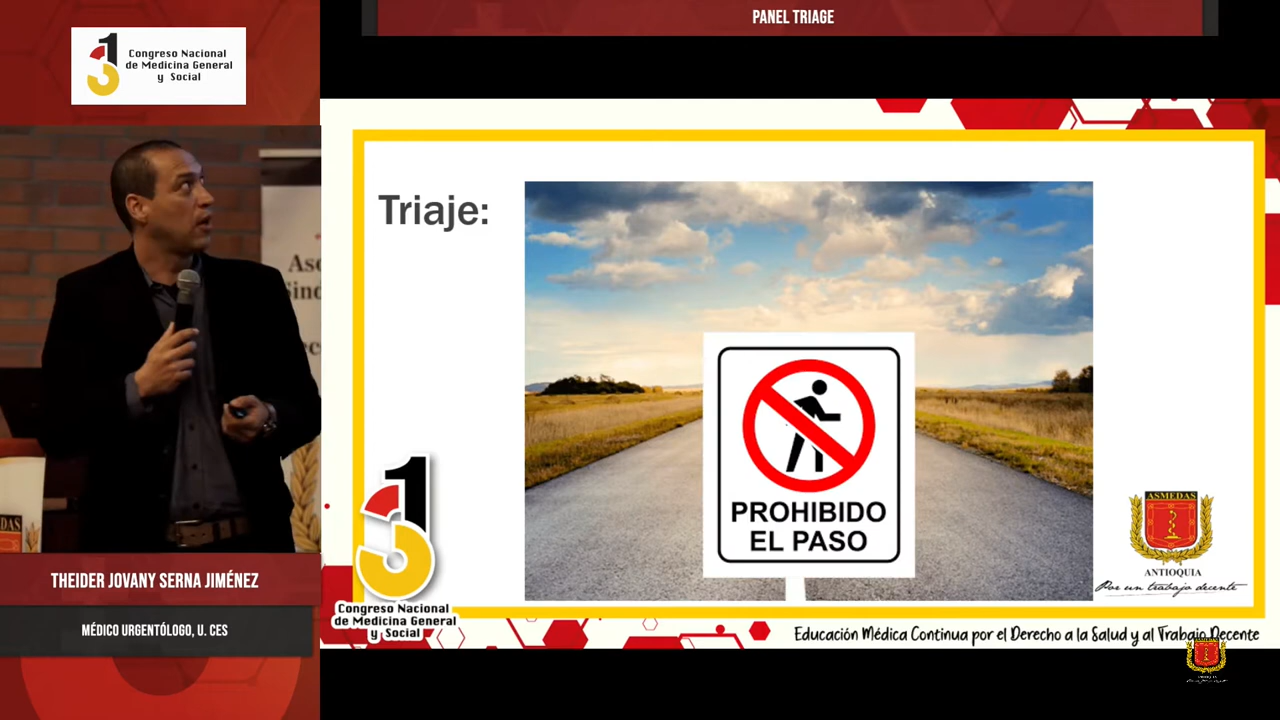 PANEL TRIAGE
Congreso Nacional
de Medicina General
y Social
Triaje:
PROHIBIDO
EL PASO
ASMEDAS
ANTIOQUIA
Por un trabajo decente
THEIDER JOVANY SERNA JIMÉNEZ
MÉDICO URGENTÓLOGO, U. CES
Congreso Nacional
de Medicina General
y Social
Educación Médica Continua por el Derecho a la Salud y al Trabajo Decente